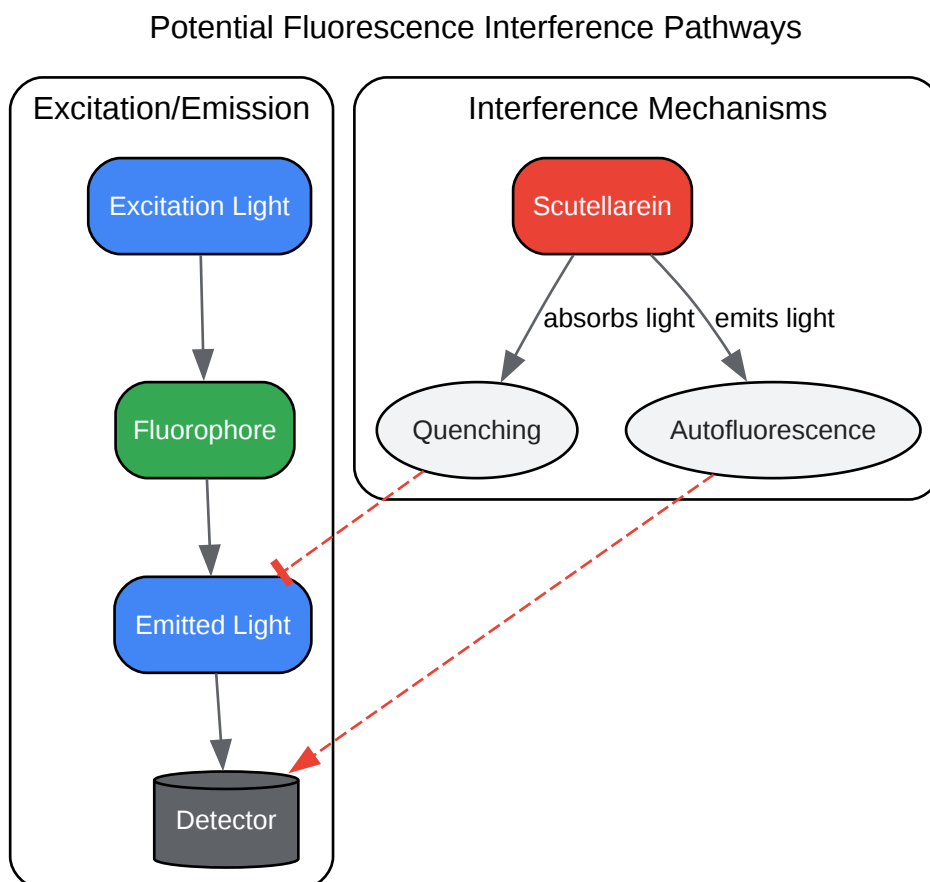 Potential Fluorescence Interference Pathways
Excitation/Emission
Interference Mechanisms
Excitation Light
Scutellarein
absorbs light
emits light
Fluorophore
Quenching
Autofluorescence
Emitted Light
Detector